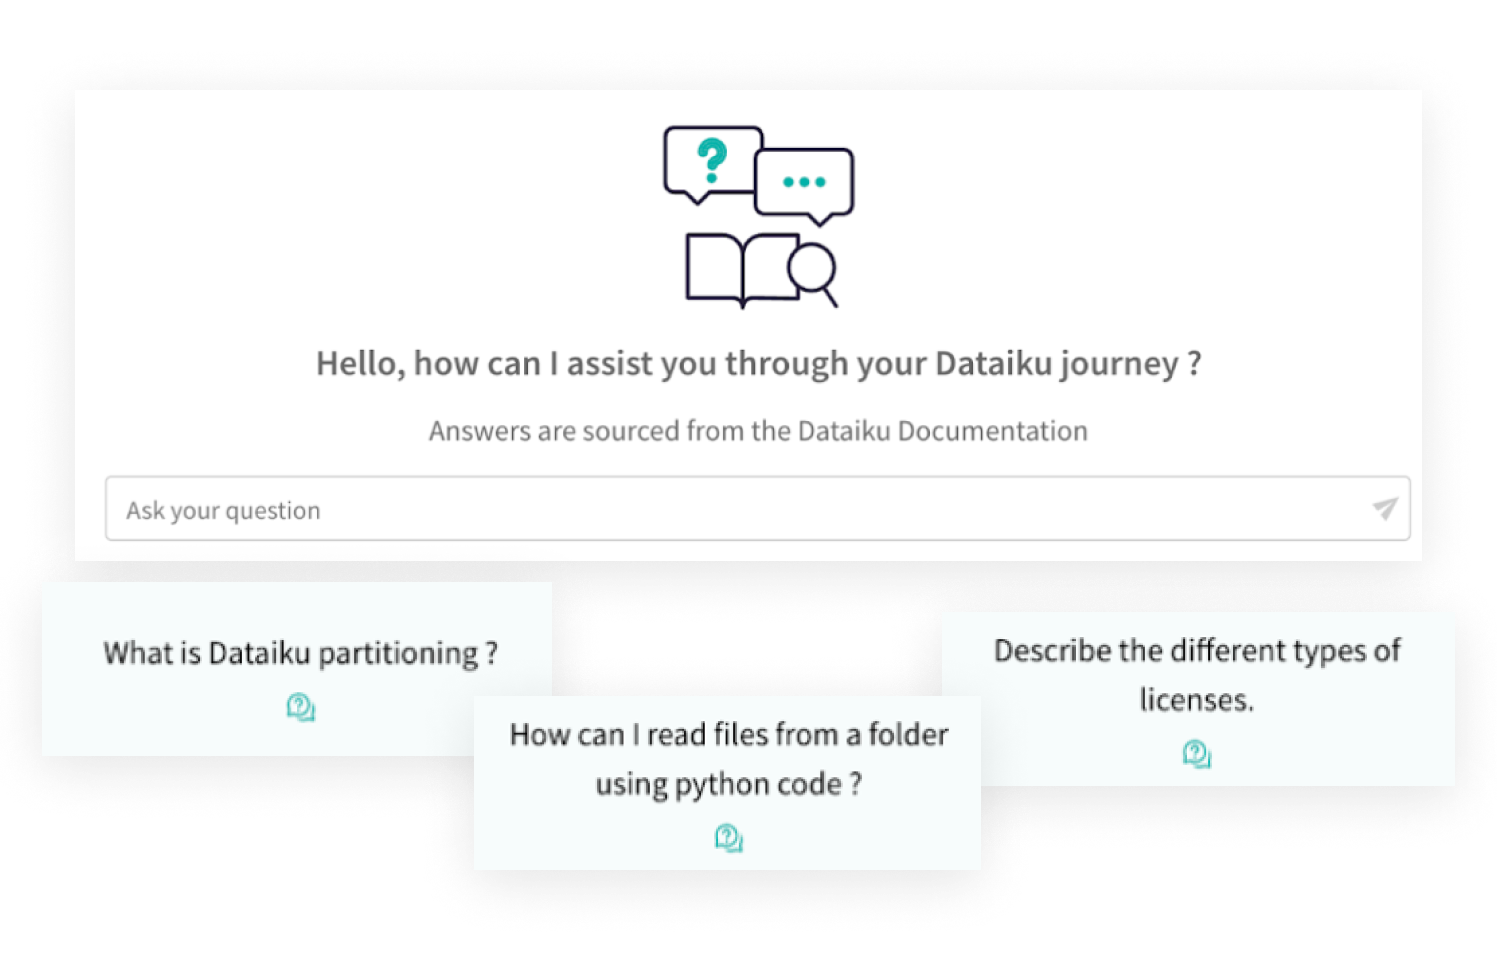 ?
Hello, how can I assist you through your Dataiku journey ?
Answers are sourced from the Dataiku Documentation
Ask your question
What is Dataiku partitioning ?
How can I read files from a folder
using python code ?
Describe the different types of
licenses.